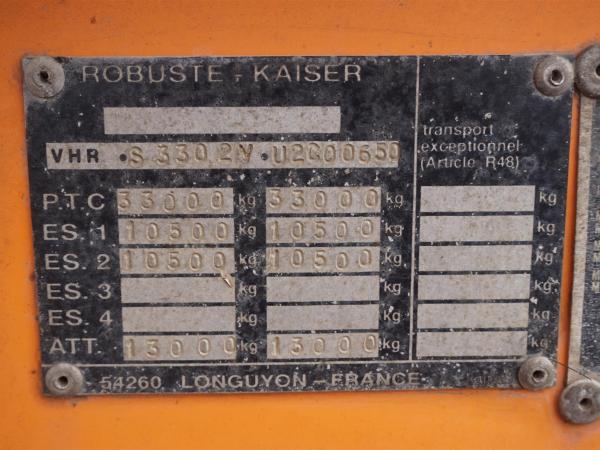 ROBUSTE - KAISER
transport
exceptionnel
(Article R48)
VHR ·S 330 2V·
PTC 33000 kg 33000 kg kg
ES. 1 10500 kg 10500 kg kg
ES. 2 10500 kg 10500 kg kg
ES. 3 kg kg kg
ES. 4 kg kg kg
ATT. 13000 kg 13000 kg kg
54260 LONGUYON - FRANCE